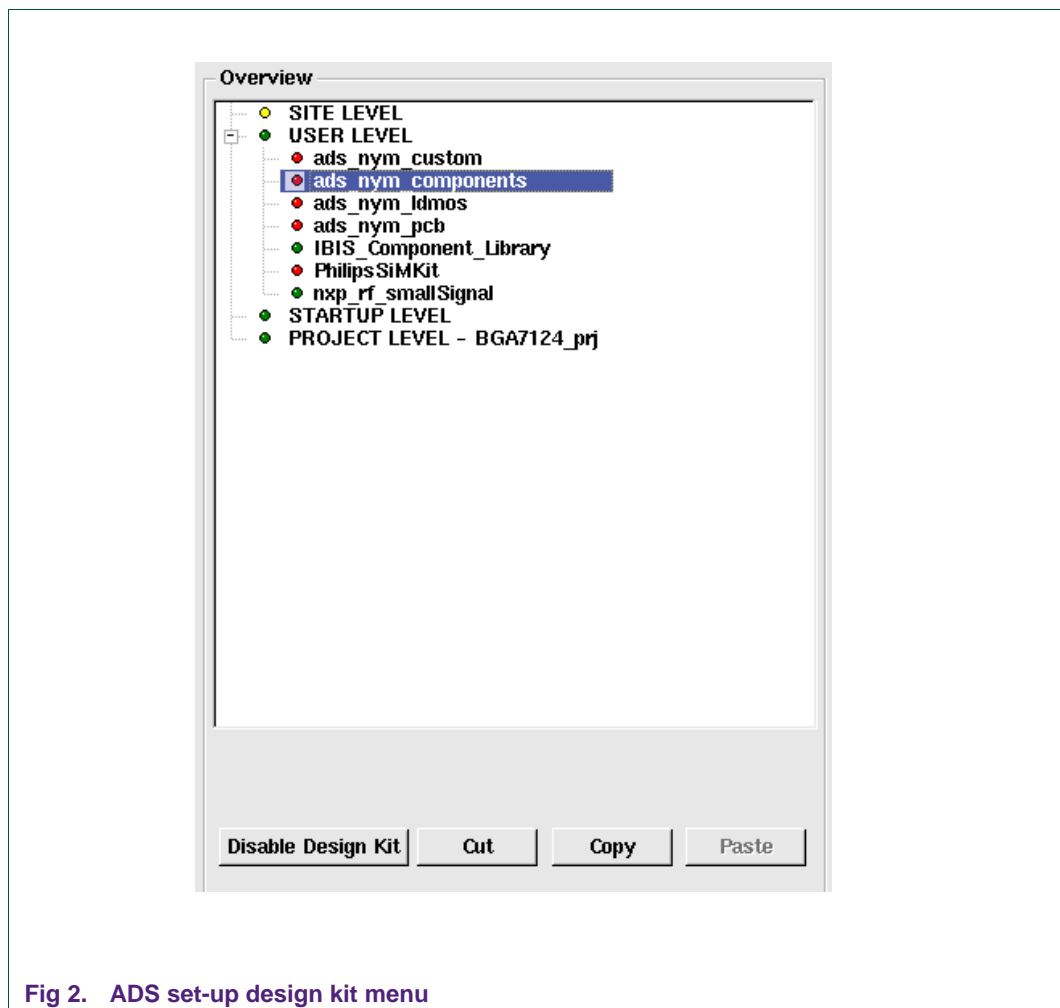 Overview
SITE LEVEL
USER LEVEL
ads_nym_custom
ads_nym_components
ads_nym_ldmos
ads_nym_pcb
IBIS_Component_Library
PhilipsSiMKit
nxp_rf_smallSignal
STARTUP LEVEL
PROJECT LEVEL - BGA7124_prj
Disable Design Kit Cut Copy Paste
Fig 2. ADS set-up design kit menu